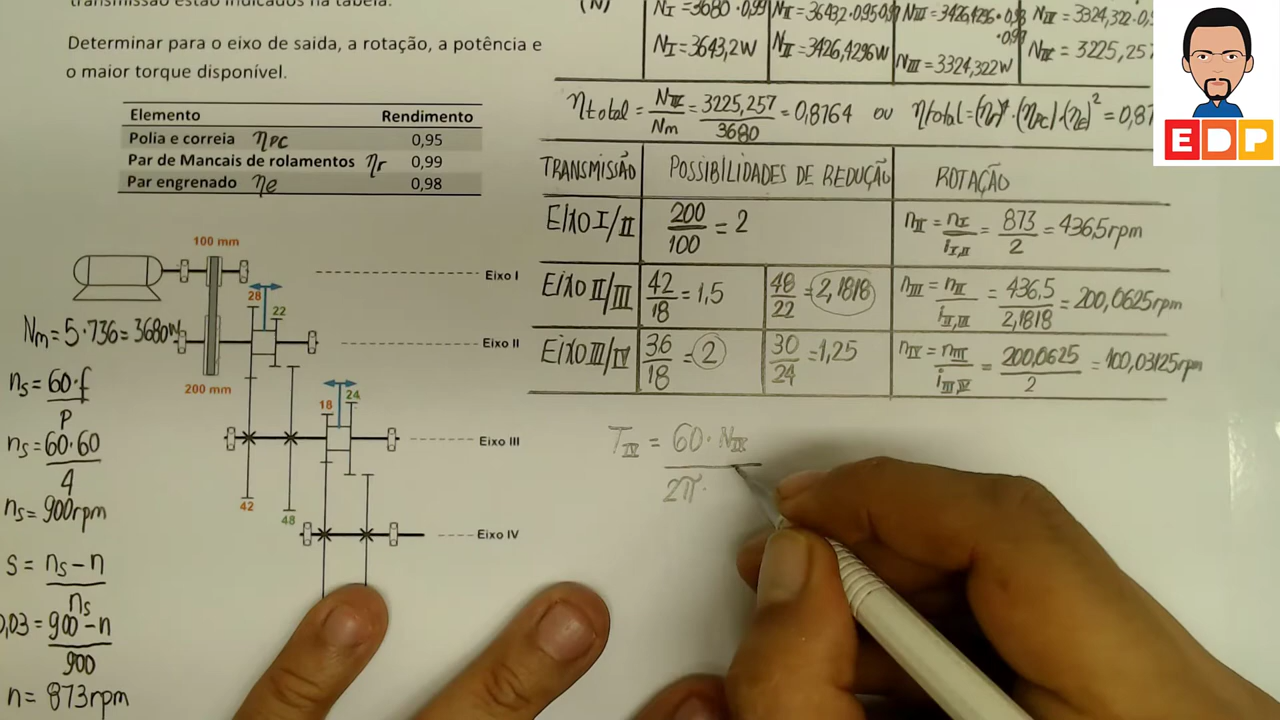 transmissão estão indicados na tabela.
Determinar para o eixo de saida, a rotação, a potência e
o maior torque disponível.
Elemento Rendimento
Polia e correia ηpc 0,95
Par de Mancais de rolamentos ηr 0,99
Par engrenado ηe 0,98
100 mm
Eixo I
28
22
Nm = 5·736 = 3680W
Eixo II
200 mm
18
24
Eixo III
42
48
Eixo IV
ns = 60·f
p
ns = 60·60
4
ns = 900rpm
s = ns - n
ns
0,03 = 900 - n
900
n = 873rpm
(N)
NI = 3680·0,99
NI = 3643,2W
NII = 3643,2·0,95·0,99
NII = 3426,4296W
NIII = 3426,4296·0,98
·0,99
NIII = 3324,322W
NIV = 3324,322·0,9
NIV = 3225,257
ηtotal = NIV = 3225,257 = 0,8764 ou ηtotal = (ηr)⁴·(ηpc)·(ηe)² = 0,87
Nm 3680
TRANSMISSÃO POSSIBILIDADES DE REDUÇÃO ROTAÇÃO
EIXO I/II 200 = 2 nII = nI = 873 = 436,5rpm
100 iI,II 2
EIXO II/III 42 = 1,5 48 = 2,1818 nIII = nII = 436,5 = 200,0625rpm
18 22 iII,III 2,1818
EIXO III/IV 36 = 2 30 = 1,25 nIV = nIII = 200,0625 = 100,03125rpm
18 24 iIII,IV 2
TIV = 60·NIV
2π·
EDP